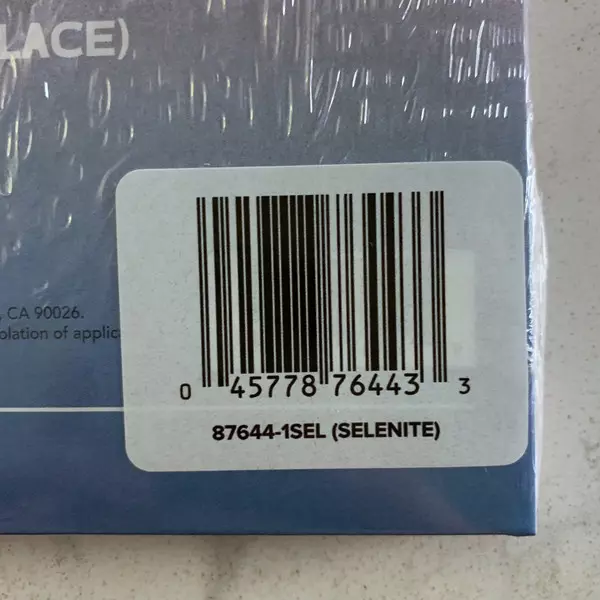 LACE)
, CA 90026.
olation of applic
0 45778 76443 3
87644-1SEL (SELENITE)